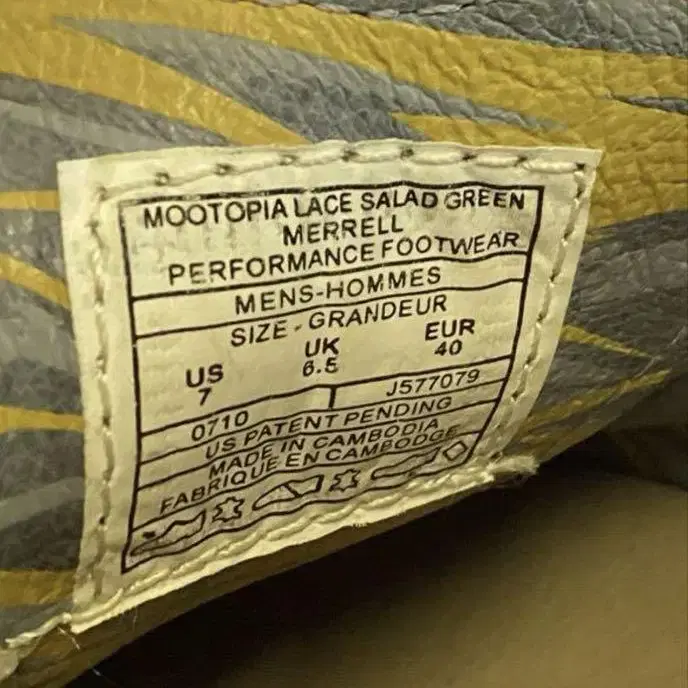 MOOTOPIA LACE SALAD GREEN
MERRELL
PERFORMANCE FOOTWEAR
MENS-HOMMES
SIZE - GRANDEUR
US UK EUR
7 6.5 40
0710 J577079
US PATENT PENDING
MADE IN CAMBODIA
FABRIQUE EN CAMBODGE